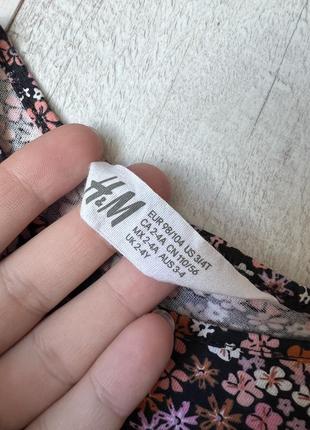 H&M
EUR 98/104 US 3/4T
CA 2-4A CN 110/56
MX 2-4A AUS 3-4
UK 2-4Y